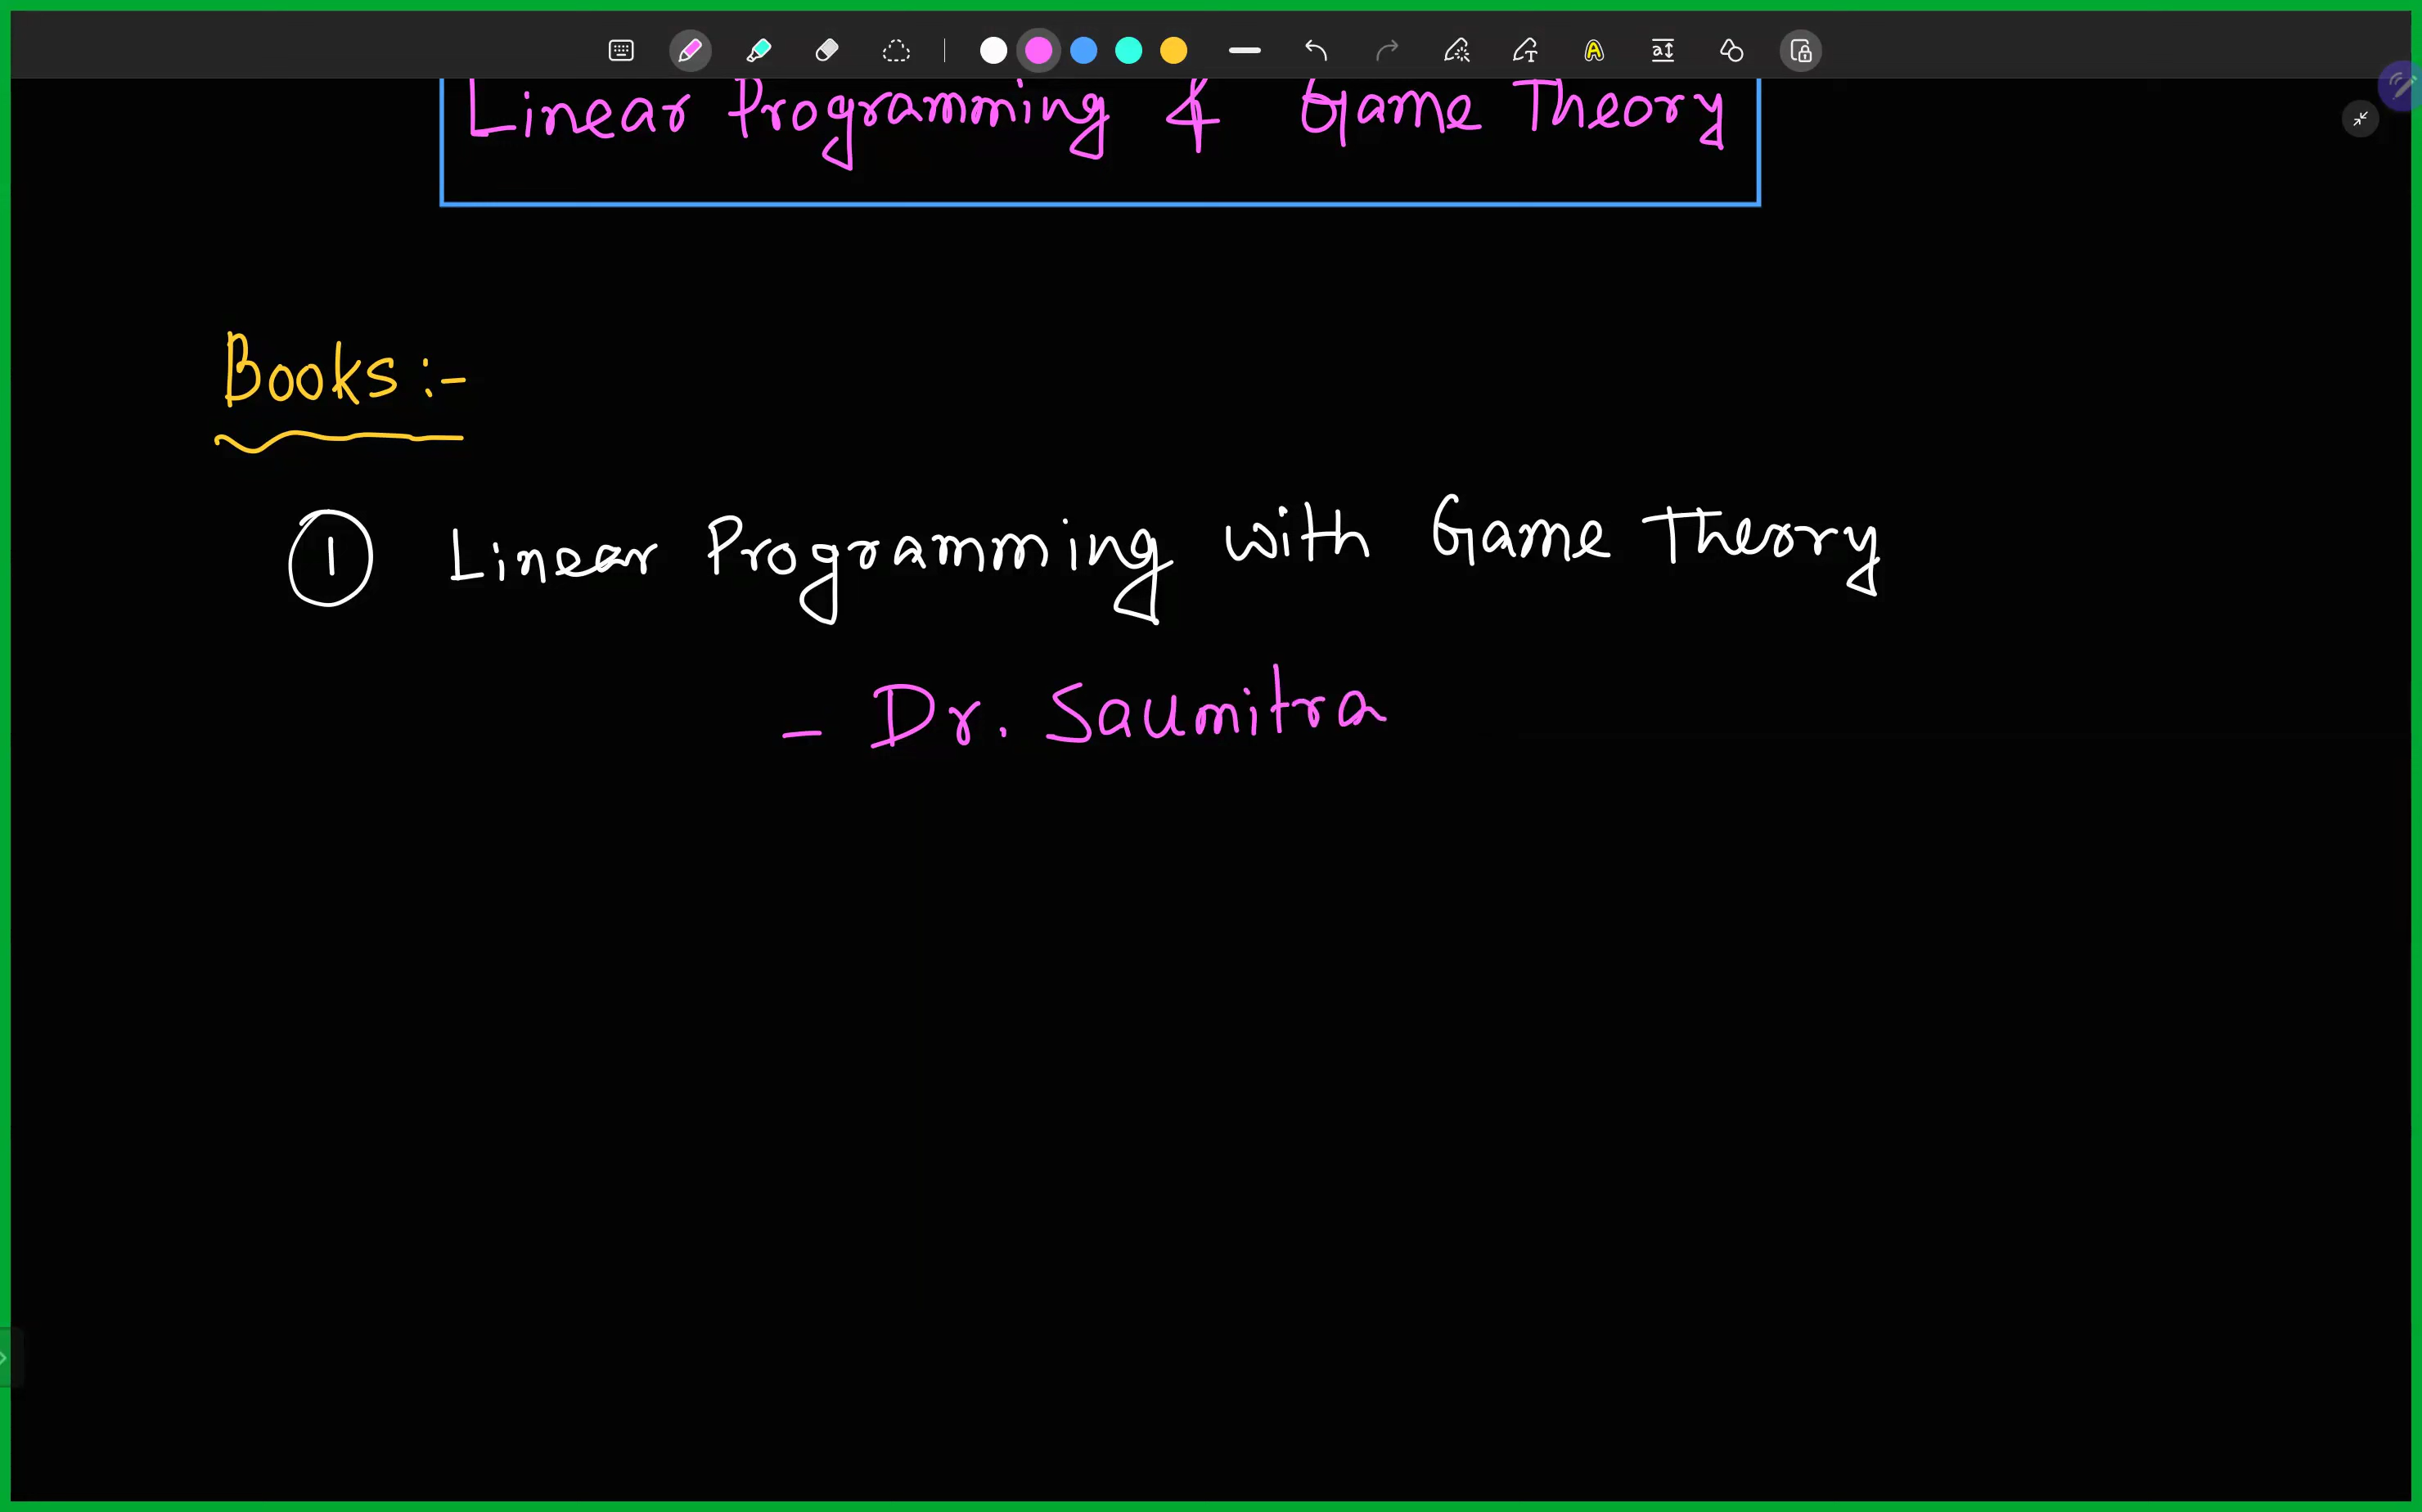 Linear Programming & Game Theory
Books :-
① Linear Programming with Game Theory
- Dr. Saumitra